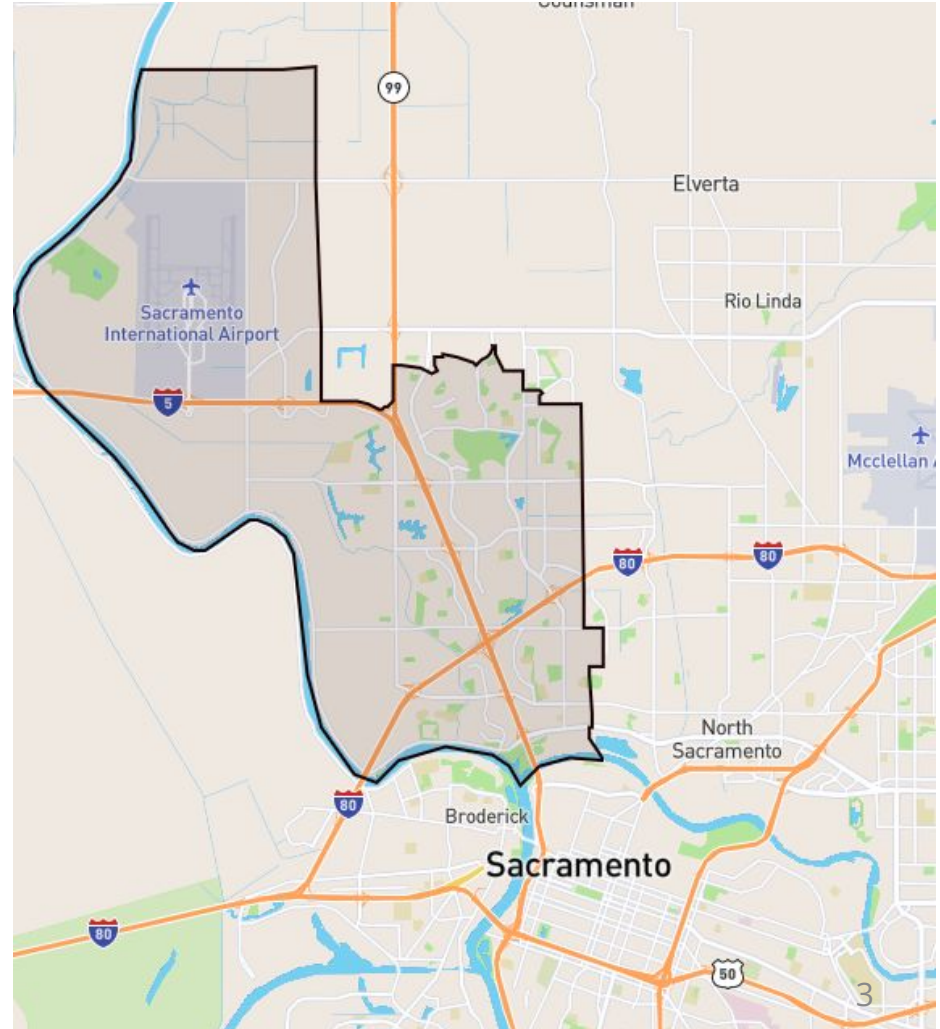 99
Elverta
Rio Linda
Sacramento
International Airport
5
Mcclellan
80
80
North
Sacramento
80
Broderick
Sacramento
80
50
3